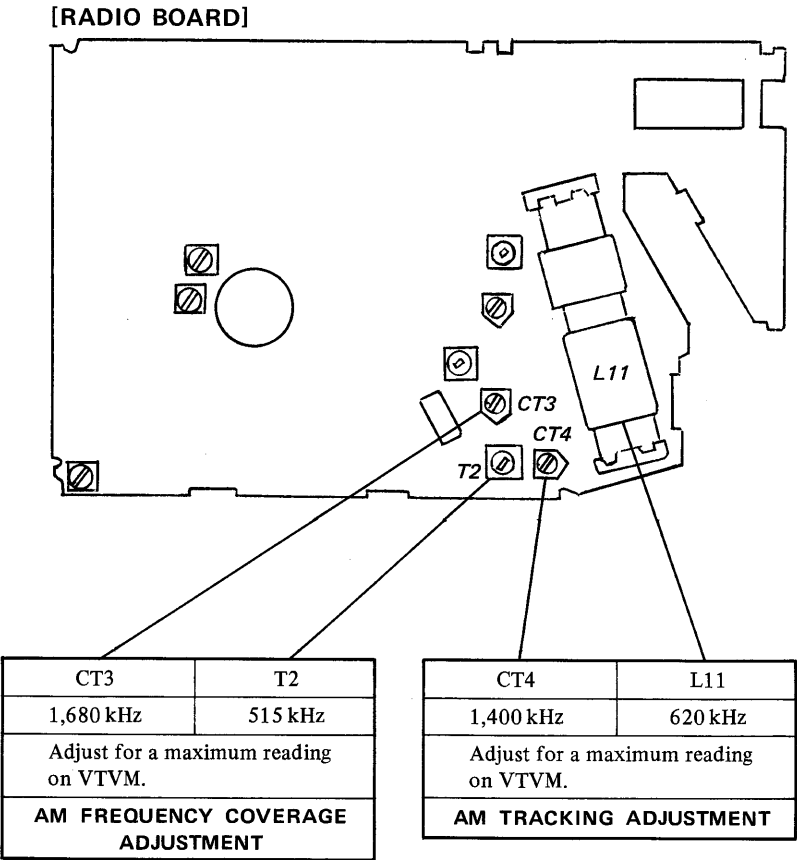 [RADIO BOARD]
L11
CT3
CT4
T2
CT3 T2
1,680 kHz 515 kHz
Adjust for a maximum reading
on VTVM.
AM FREQUENCY COVERAGE
ADJUSTMENT
CT4 L11
1,400 kHz 620 kHz
Adjust for a maximum reading
on VTVM.
AM TRACKING ADJUSTMENT